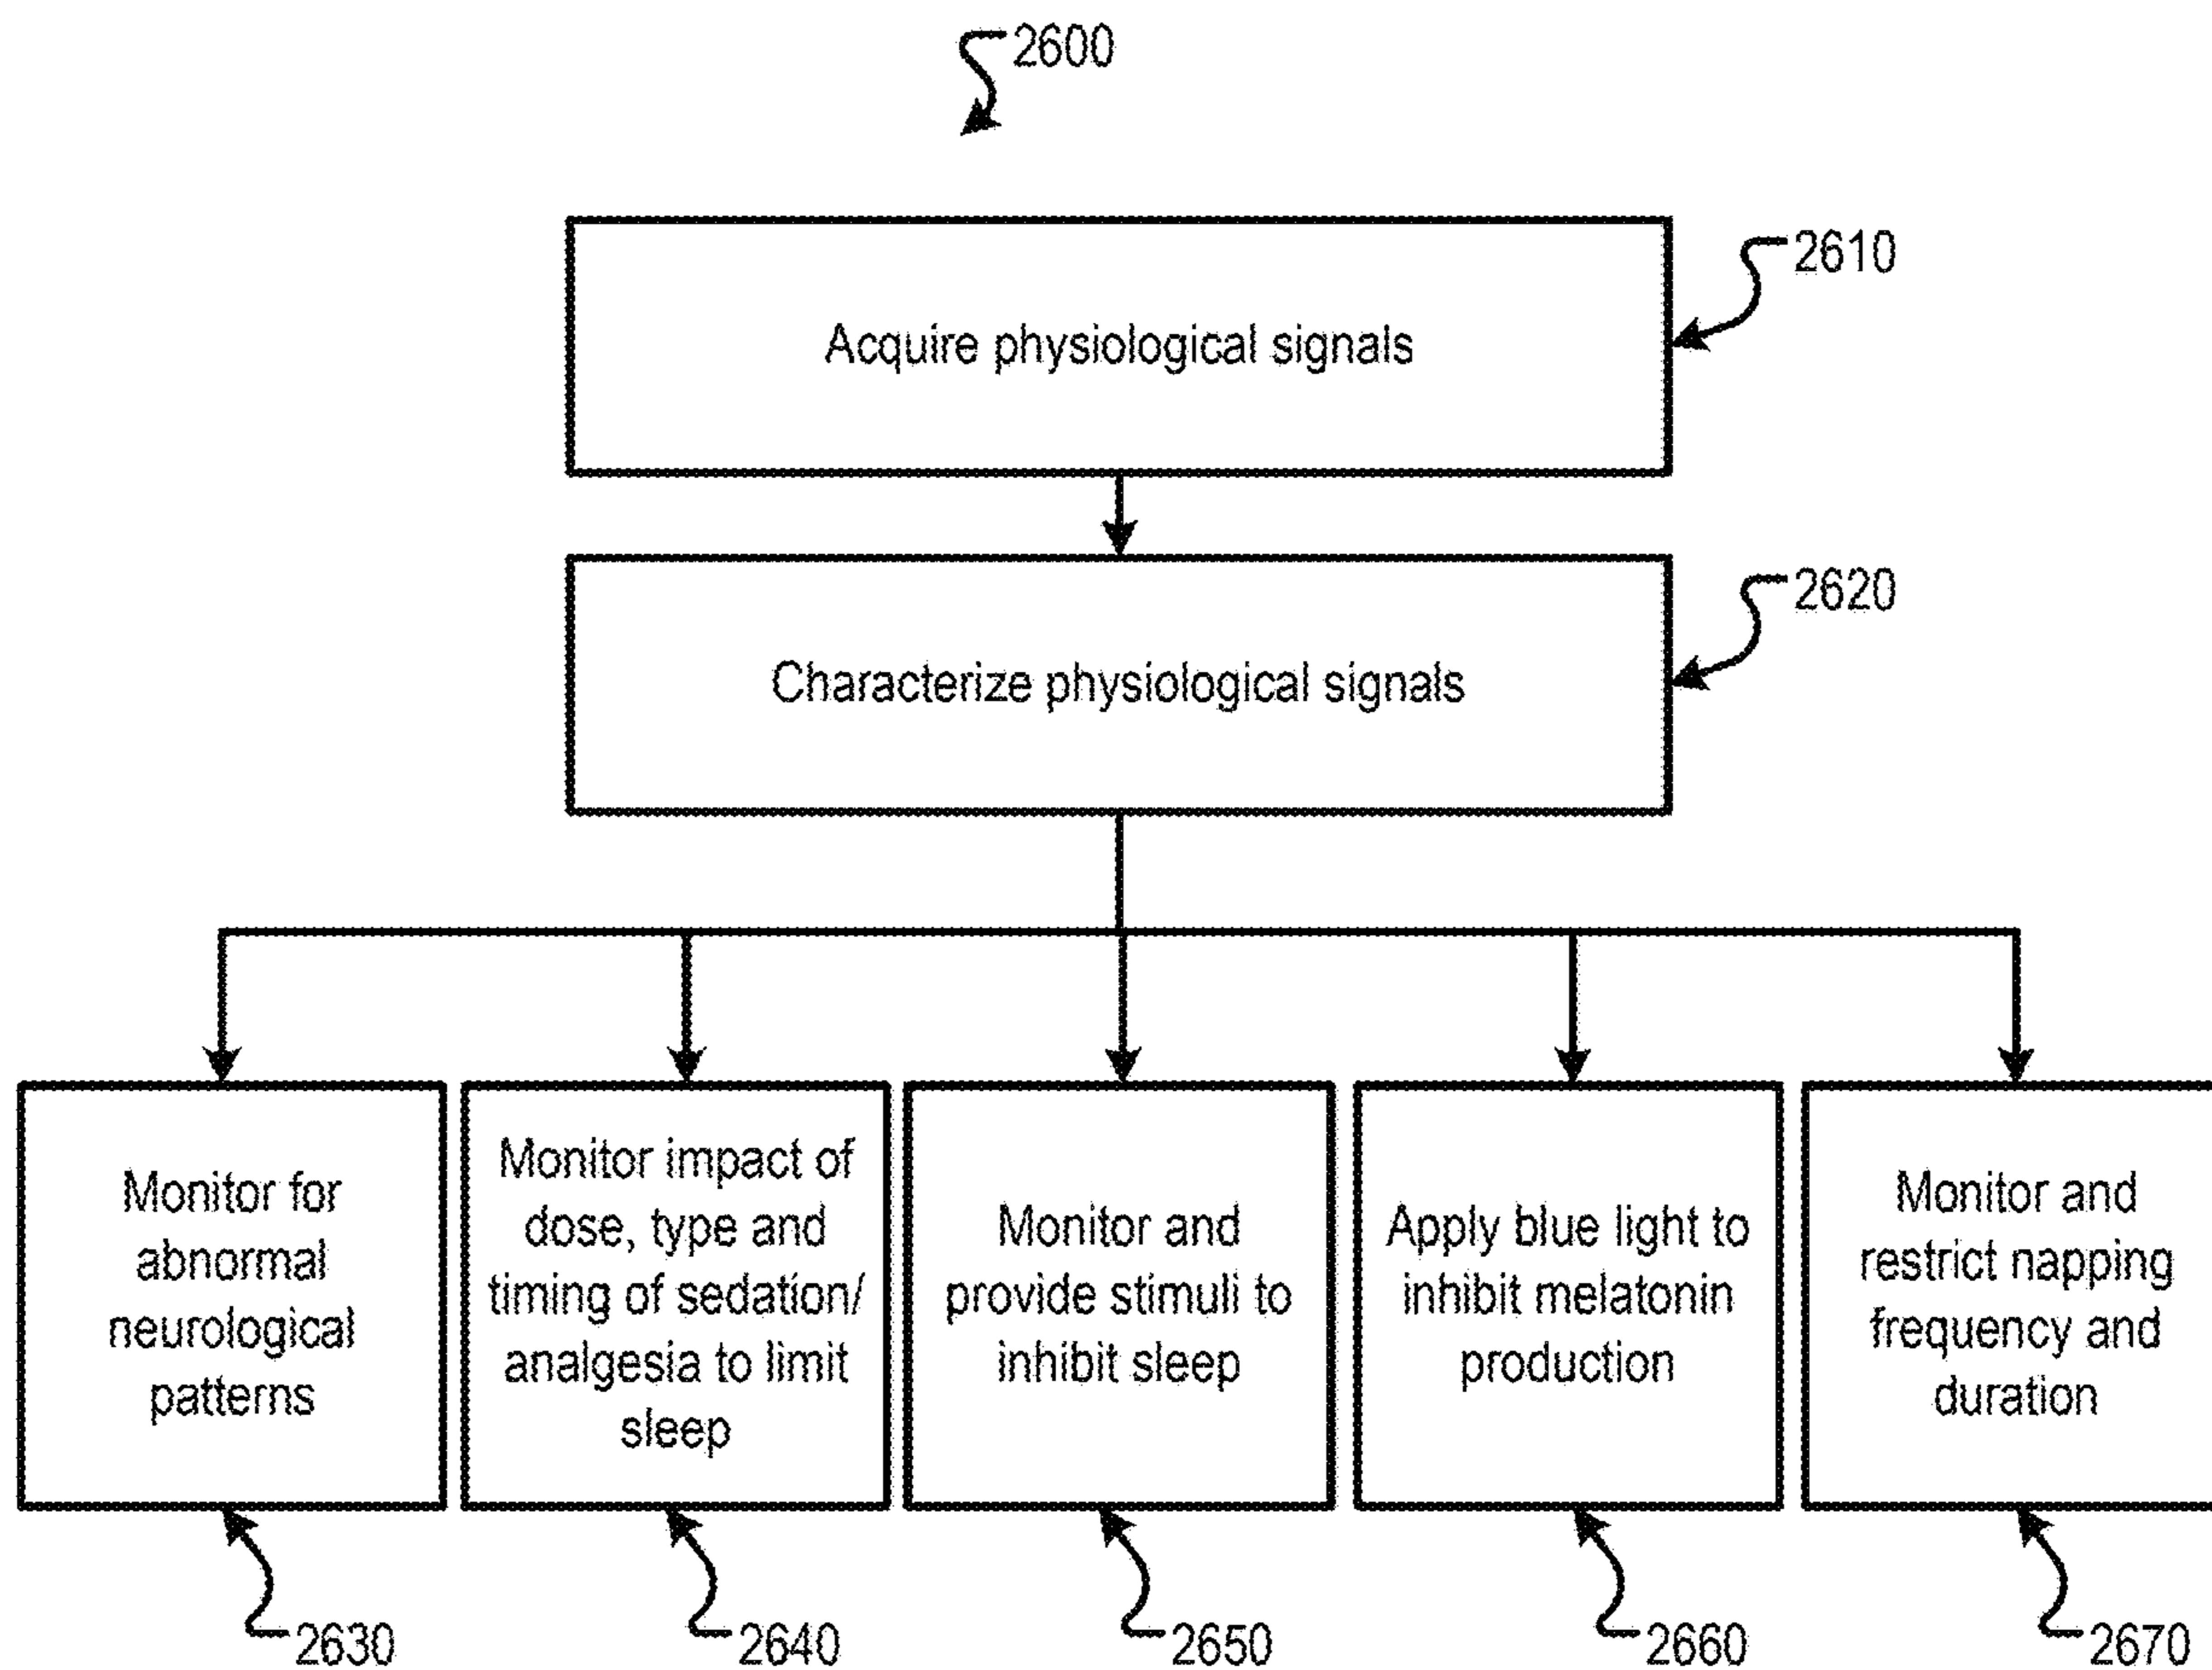 2600
Acquire physiological signals
2610
Characterize physiological signals
2620
Monitor for
abnormal
neurological
patterns
Monitor impact of
dose, type and
timing of sedation/
analgesia to limit
sleep
Monitor and
provide stimuli to
inhibit sleep
Apply blue light to
inhibit melatonin
production
Monitor and
restrict napping
frequency and
duration
2630
2640
2650
2660
2670